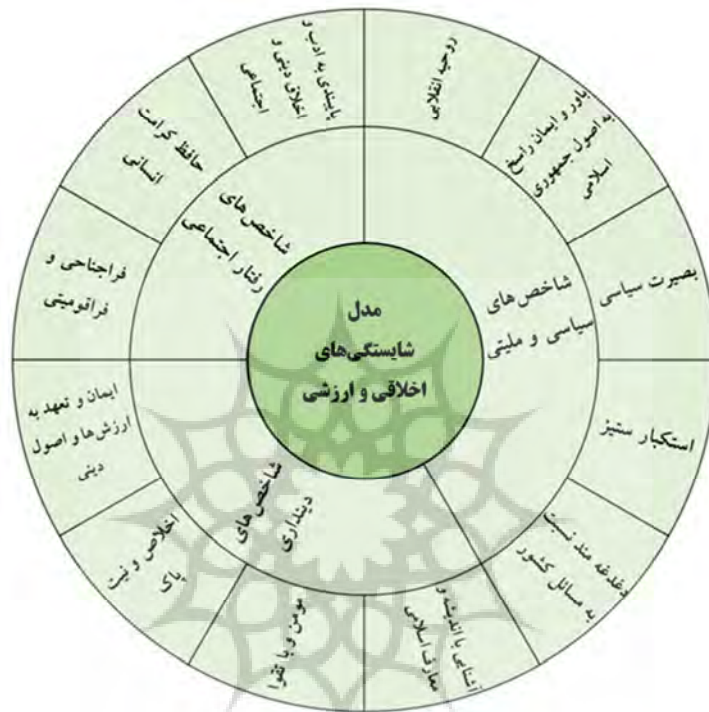 مدل
شایستگی‌های
اخلاقی و ارزشی
شاخص‌های
سیاسی و ملیتی
روحیه انقلابی
باور و ایمان راسخ
به اصول جمهوری
اسلامی
بصیرت سیاسی
استکبار ستیز
دغدغه مند نسبت
به مسائل کشور
شاخص‌های
دینداری
آشنایی با اندیشه و
معارف اسلامی
مومن و با تقوا
اخلاص و نیت
پاک
ایمان و تعهد به
ارزش‌ها و اصول
دینی
شاخص‌های
رفتار اجتماعی
فراجناحی و
فراقومیتی
حافظ کرامت
انسانی
پایبندی به ادب و
اخلاق دینی و
اجتماعی